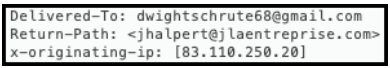 Delivered-To: dwightschrute68@gmail.com
Return-Path: <jhalpert@jlaentreprise.com>
x-originating-ip: [83.110.250.20]